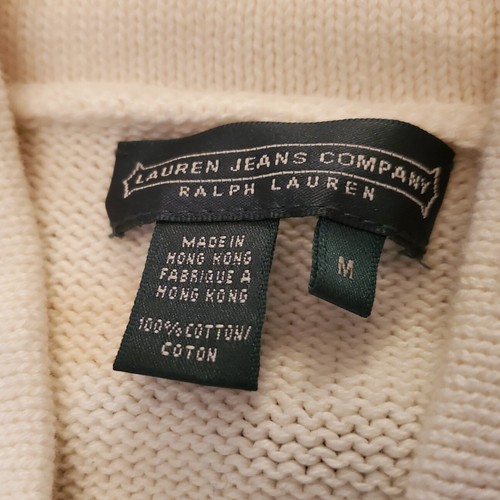 LAUREN JEANS COMPANY
RALPH LAUREN
MADE IN
HONG KONG
FABRIQUE A
HONG KONG
100% COTTON/
COTON
M